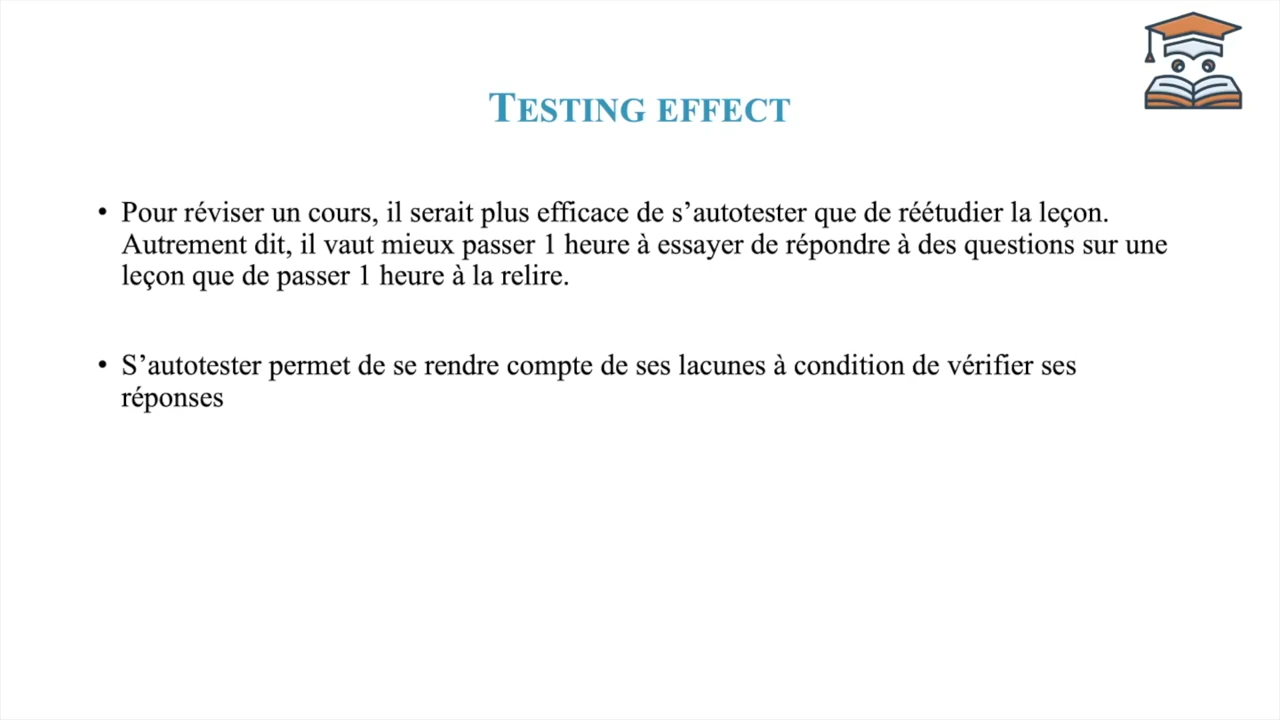 TESTING EFFECT
• Pour réviser un cours, il serait plus efficace de s’autotester que de réétudier la leçon.
Autrement dit, il vaut mieux passer 1 heure à essayer de répondre à des questions sur une
leçon que de passer 1 heure à la relire.
• S’autotester permet de se rendre compte de ses lacunes à condition de vérifier ses
réponses